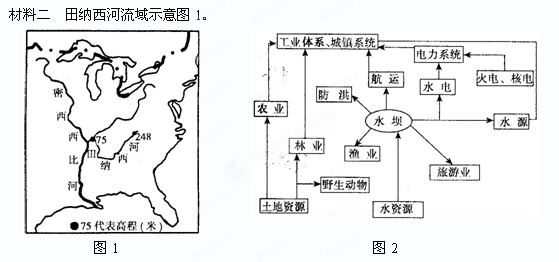 材料二 田纳西河流域示意图1。
密
西
西
比
河
75
248
田
纳
西
河
●75代表高程(米)
图1
工业体系、城镇系统
电力系统
航运
火电、核电
防洪
水电
农业
水坝
水源
林业
渔业
旅游业
野生动物
土地资源
水资源
图2